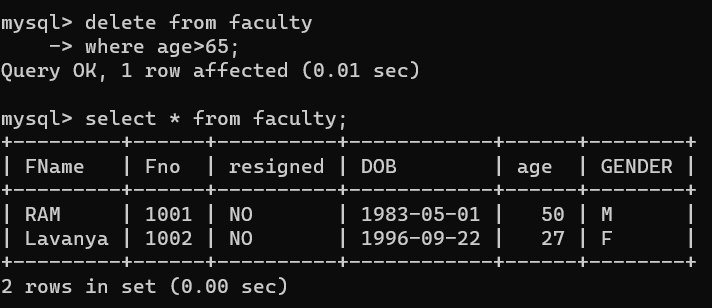 mysql> delete from faculty
    -> where age>65;
Query OK, 1 row affected (0.01 sec)

mysql> select * from faculty;
+---------+------+----------+------------+------+--------+
| FName   | Fno  | resigned | DOB        | age  | GENDER |
+---------+------+----------+------------+------+--------+
| RAM     | 1001 | NO       | 1983-05-01 |   50 | M      |
| Lavanya | 1002 | NO       | 1996-09-22 |   27 | F      |
+---------+------+----------+------------+------+--------+
2 rows in set (0.00 sec)